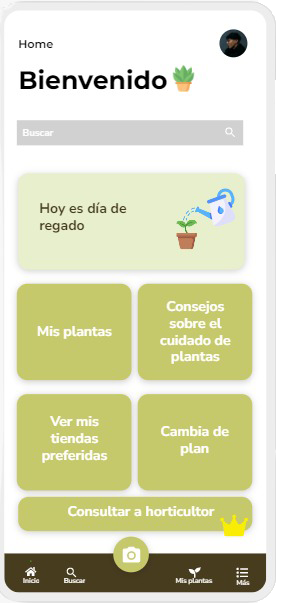 Home
Bienvenido
Buscar
Hoy es día de
regado
Mis plantas
Consejos
sobre el
cuidado de
plantas
Ver mis
tiendas
preferidas
Cambia de
plan
Consultar a horticultor
Inicio
Buscar
Mis plantas
Más